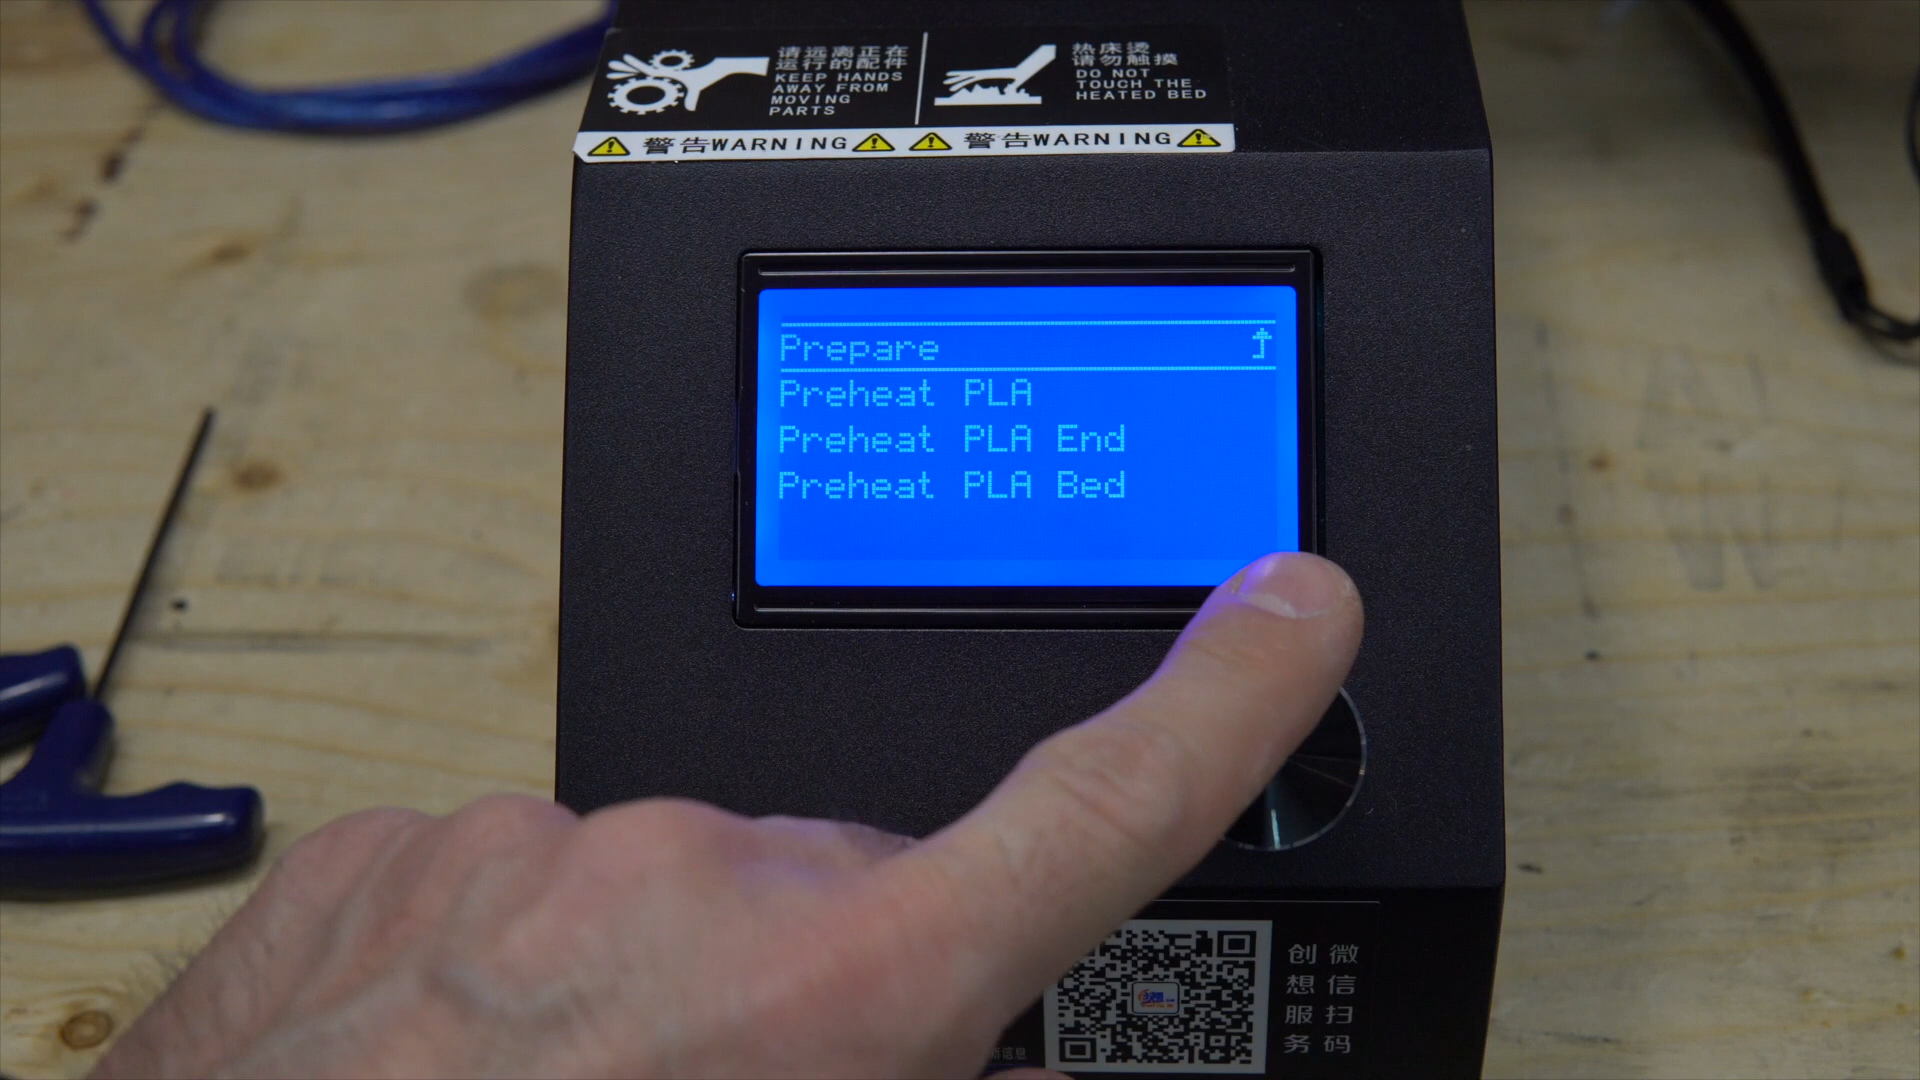 请远离正在
运行的配件
KEEP HANDS
AWAY FROM
MOVING
PARTS
热床烫
请勿触摸
DO NOT
TOUCH THE
HEATED BED
警告WARNING
警告WARNING
Prepare
Preheat PLA
Preheat PLA End
Preheat PLA Bed
微信扫码
创想服务
信息